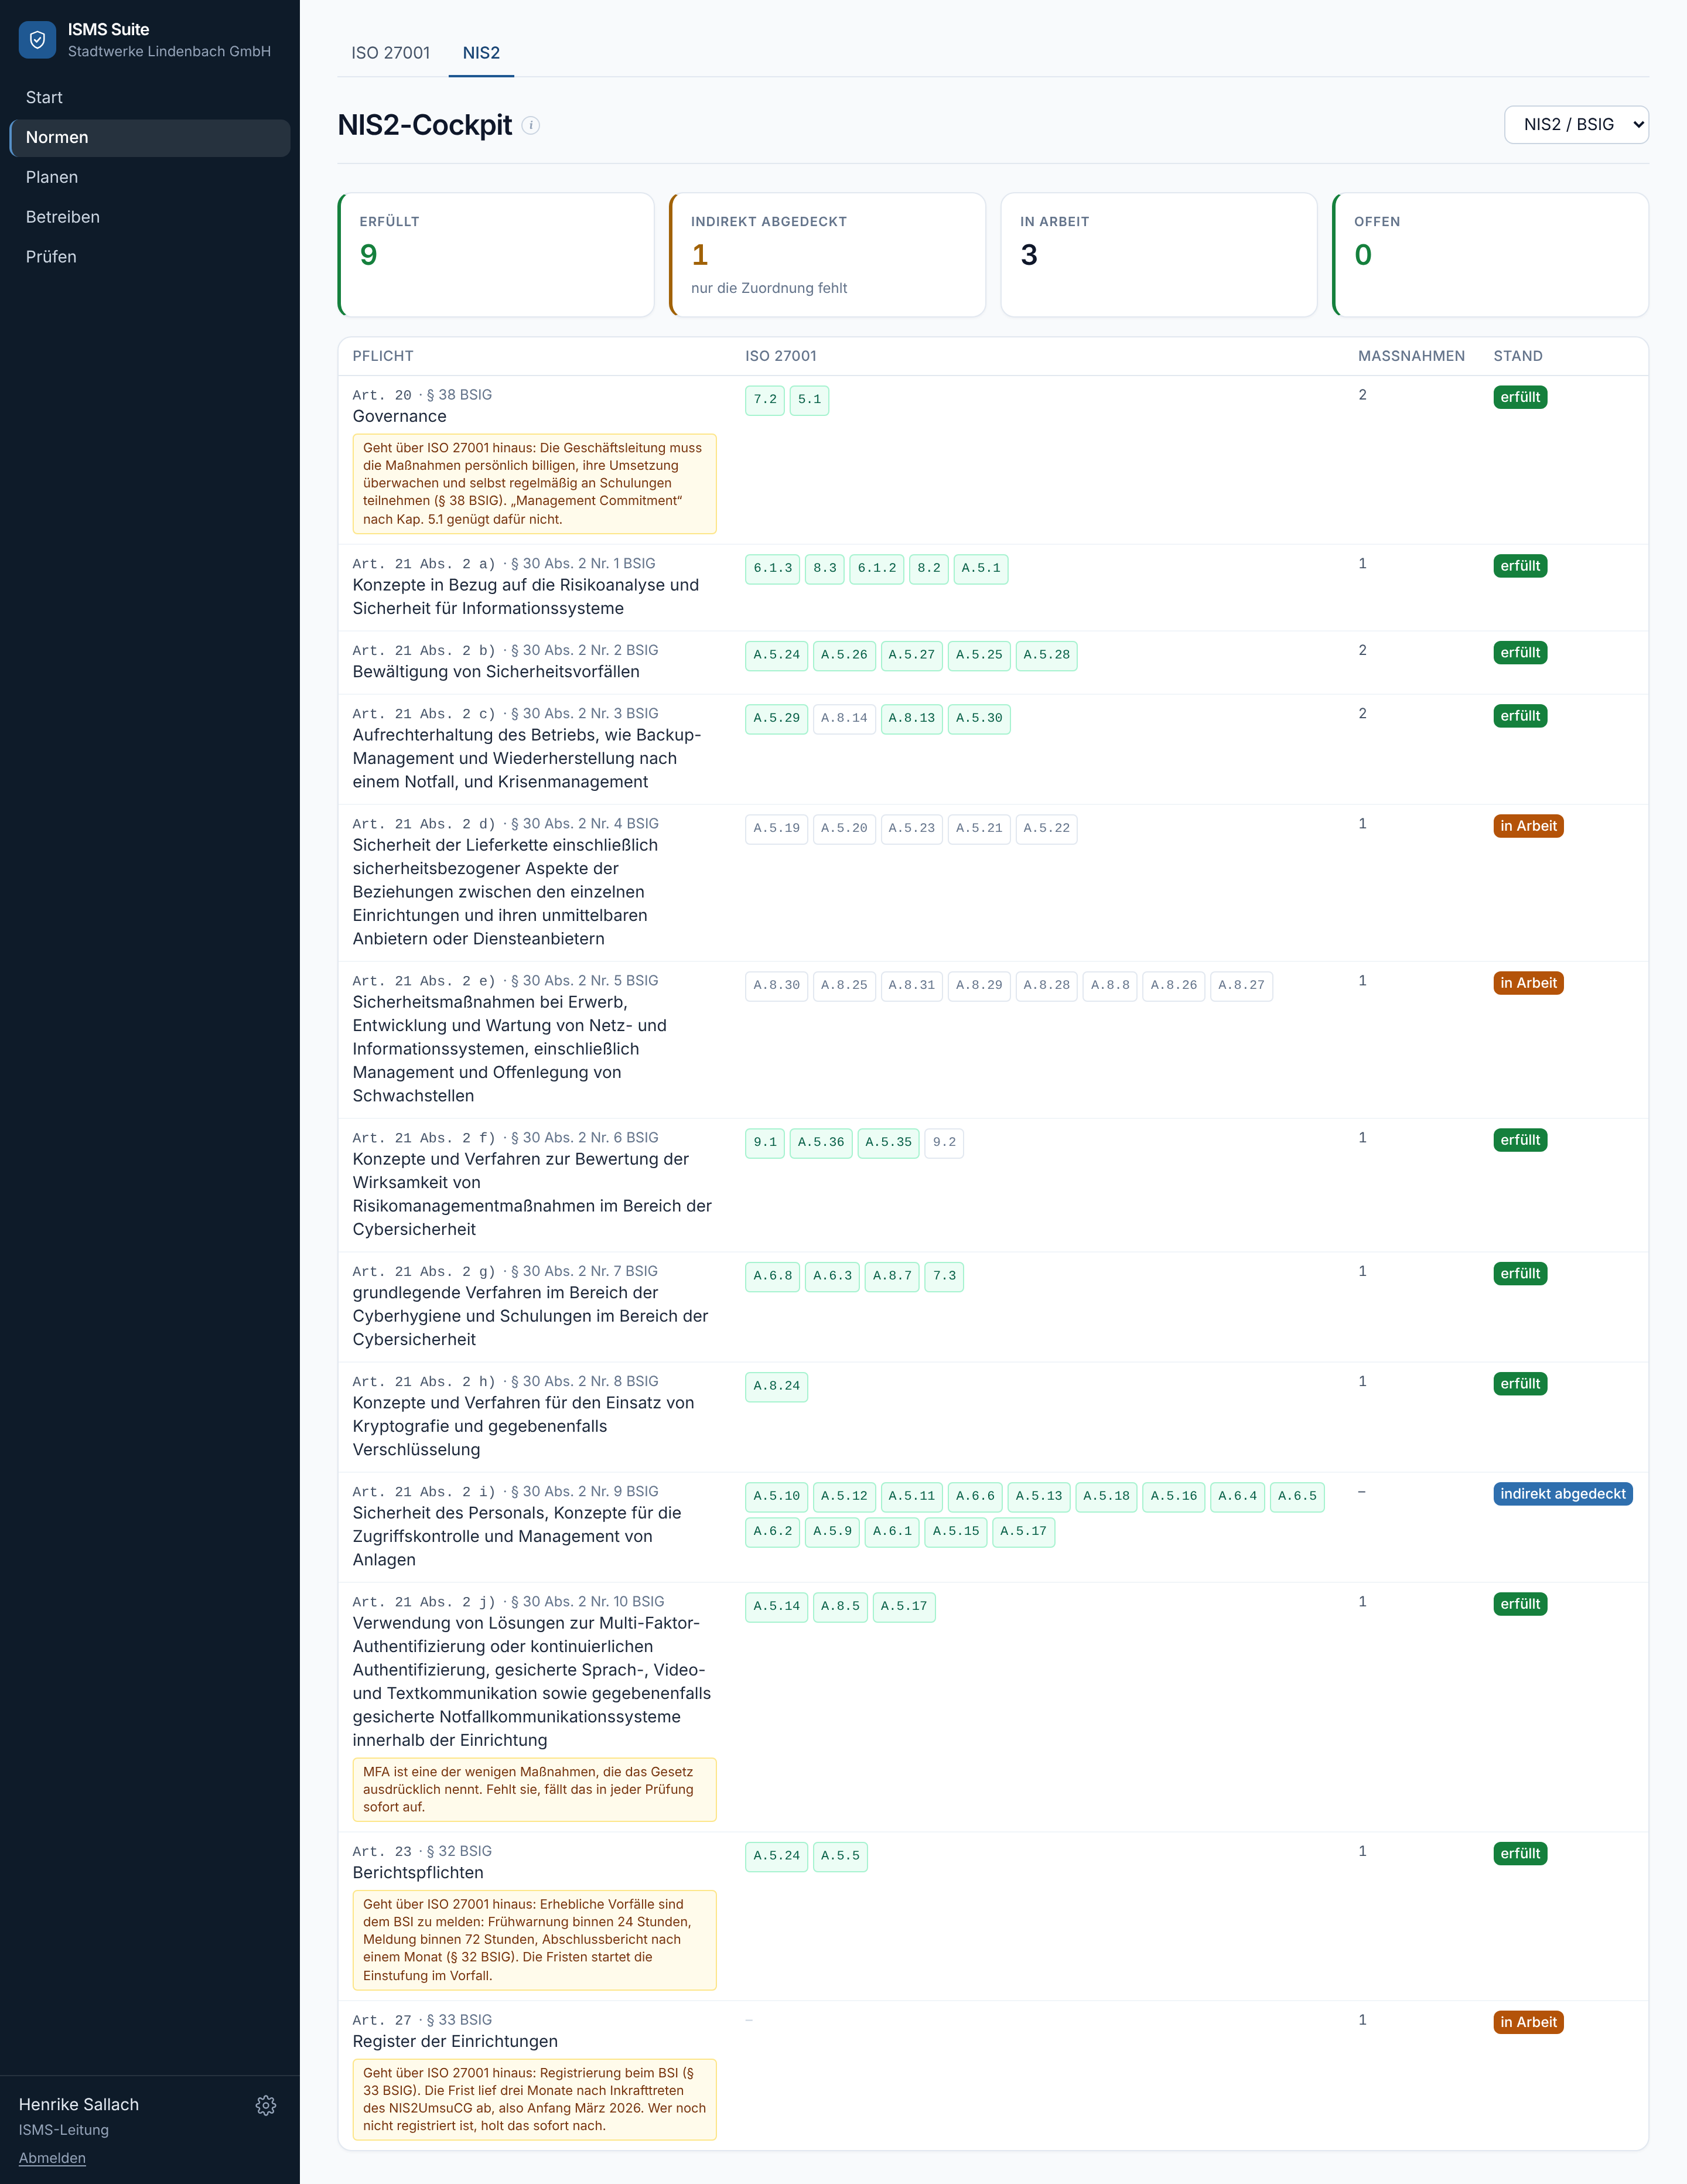 ISMS Suite
Stadtwerke Lindenbach GmbH
Start
Normen
Planen
Betreiben
Prüfen
ISO 27001 NIS2
NIS2-Cockpit i
NIS2 / BSIG
ERFÜLLT
9
INDIREKT ABGEDECKT
1
nur die Zuordnung fehlt
IN ARBEIT
3
OFFEN
0
PFLICHT ISO 27001 MASSNAHMEN STAND
Art. 20 · § 38 BSIG
Governance
Geht über ISO 27001 hinaus: Die Geschäftsleitung muss
die Maßnahmen persönlich billigen, ihre Umsetzung
überwachen und selbst regelmäßig an Schulungen
teilnehmen (§ 38 BSIG). „Management Commitment“
nach Kap. 5.1 genügt dafür nicht.
7.2 5.1
2
erfüllt
Art. 21 Abs. 2 a) · § 30 Abs. 2 Nr. 1 BSIG
Konzepte in Bezug auf die Risikoanalyse und
Sicherheit für Informationssysteme
6.1.3 8.3 6.1.2 8.2 A.5.1
1
erfüllt
Art. 21 Abs. 2 b) · § 30 Abs. 2 Nr. 2 BSIG
Bewältigung von Sicherheitsvorfällen
A.5.24 A.5.26 A.5.27 A.5.25 A.5.28
2
erfüllt
Art. 21 Abs. 2 c) · § 30 Abs. 2 Nr. 3 BSIG
Aufrechterhaltung des Betriebs, wie Backup-
Management und Wiederherstellung nach
einem Notfall, und Krisenmanagement
A.5.29 A.8.14 A.8.13 A.5.30
2
erfüllt
Art. 21 Abs. 2 d) · § 30 Abs. 2 Nr. 4 BSIG
Sicherheit der Lieferkette einschließlich
sicherheitsbezogener Aspekte der
Beziehungen zwischen den einzelnen
Einrichtungen und ihren unmittelbaren
Anbietern oder Diensteanbietern
A.5.19 A.5.20 A.5.23 A.5.21 A.5.22
1
in Arbeit
Art. 21 Abs. 2 e) · § 30 Abs. 2 Nr. 5 BSIG
Sicherheitsmaßnahmen bei Erwerb,
Entwicklung und Wartung von Netz- und
Informationssystemen, einschließlich
Management und Offenlegung von
Schwachstellen
A.8.30 A.8.25 A.8.31 A.8.29 A.8.28 A.8.8 A.8.26 A.8.27
1
in Arbeit
Art. 21 Abs. 2 f) · § 30 Abs. 2 Nr. 6 BSIG
Konzepte und Verfahren zur Bewertung der
Wirksamkeit von
Risikomanagementmaßnahmen im Bereich der
Cybersicherheit
9.1 A.5.36 A.5.35 9.2
1
erfüllt
Art. 21 Abs. 2 g) · § 30 Abs. 2 Nr. 7 BSIG
grundlegende Verfahren im Bereich der
Cyberhygiene und Schulungen im Bereich der
Cybersicherheit
A.6.8 A.6.3 A.8.7 7.3
1
erfüllt
Art. 21 Abs. 2 h) · § 30 Abs. 2 Nr. 8 BSIG
Konzepte und Verfahren für den Einsatz von
Kryptografie und gegebenenfalls
Verschlüsselung
A.8.24
1
erfüllt
Art. 21 Abs. 2 i) · § 30 Abs. 2 Nr. 9 BSIG
Sicherheit des Personals, Konzepte für die
Zugriffskontrolle und Management von
Anlagen
A.5.10 A.5.12 A.5.11 A.6.6 A.5.13 A.5.18 A.5.16 A.6.4 A.6.5
A.6.2 A.5.9 A.6.1 A.5.15 A.5.17
–
indirekt abgedeckt
Art. 21 Abs. 2 j) · § 30 Abs. 2 Nr. 10 BSIG
Verwendung von Lösungen zur Multi-Faktor-
Authentifizierung oder kontinuierlichen
Authentifizierung, gesicherte Sprach-, Video-
und Textkommunikation sowie gegebenenfalls
gesicherte Notfallkommunikationssysteme
innerhalb der Einrichtung
MFA ist eine der wenigen Maßnahmen, die das Gesetz
ausdrücklich nennt. Fehlt sie, fällt das in jeder Prüfung
sofort auf.
A.5.14 A.8.5 A.5.17
1
erfüllt
Art. 23 · § 32 BSIG
Berichtspflichten
Geht über ISO 27001 hinaus: Erhebliche Vorfälle sind
dem BSI zu melden: Frühwarnung binnen 24 Stunden,
Meldung binnen 72 Stunden, Abschlussbericht nach
einem Monat (§ 32 BSIG). Die Fristen startet die
Einstufung im Vorfall.
A.5.24 A.5.5
1
erfüllt
Art. 27 · § 33 BSIG
Register der Einrichtungen
Geht über ISO 27001 hinaus: Registrierung beim BSI (§
33 BSIG). Die Frist lief drei Monate nach Inkrafttreten
des NIS2UmsuCG ab, also Anfang März 2026. Wer noch
nicht registriert ist, holt das sofort nach.
–
1
in Arbeit
Henrike Sallach
ISMS-Leitung
Abmelden